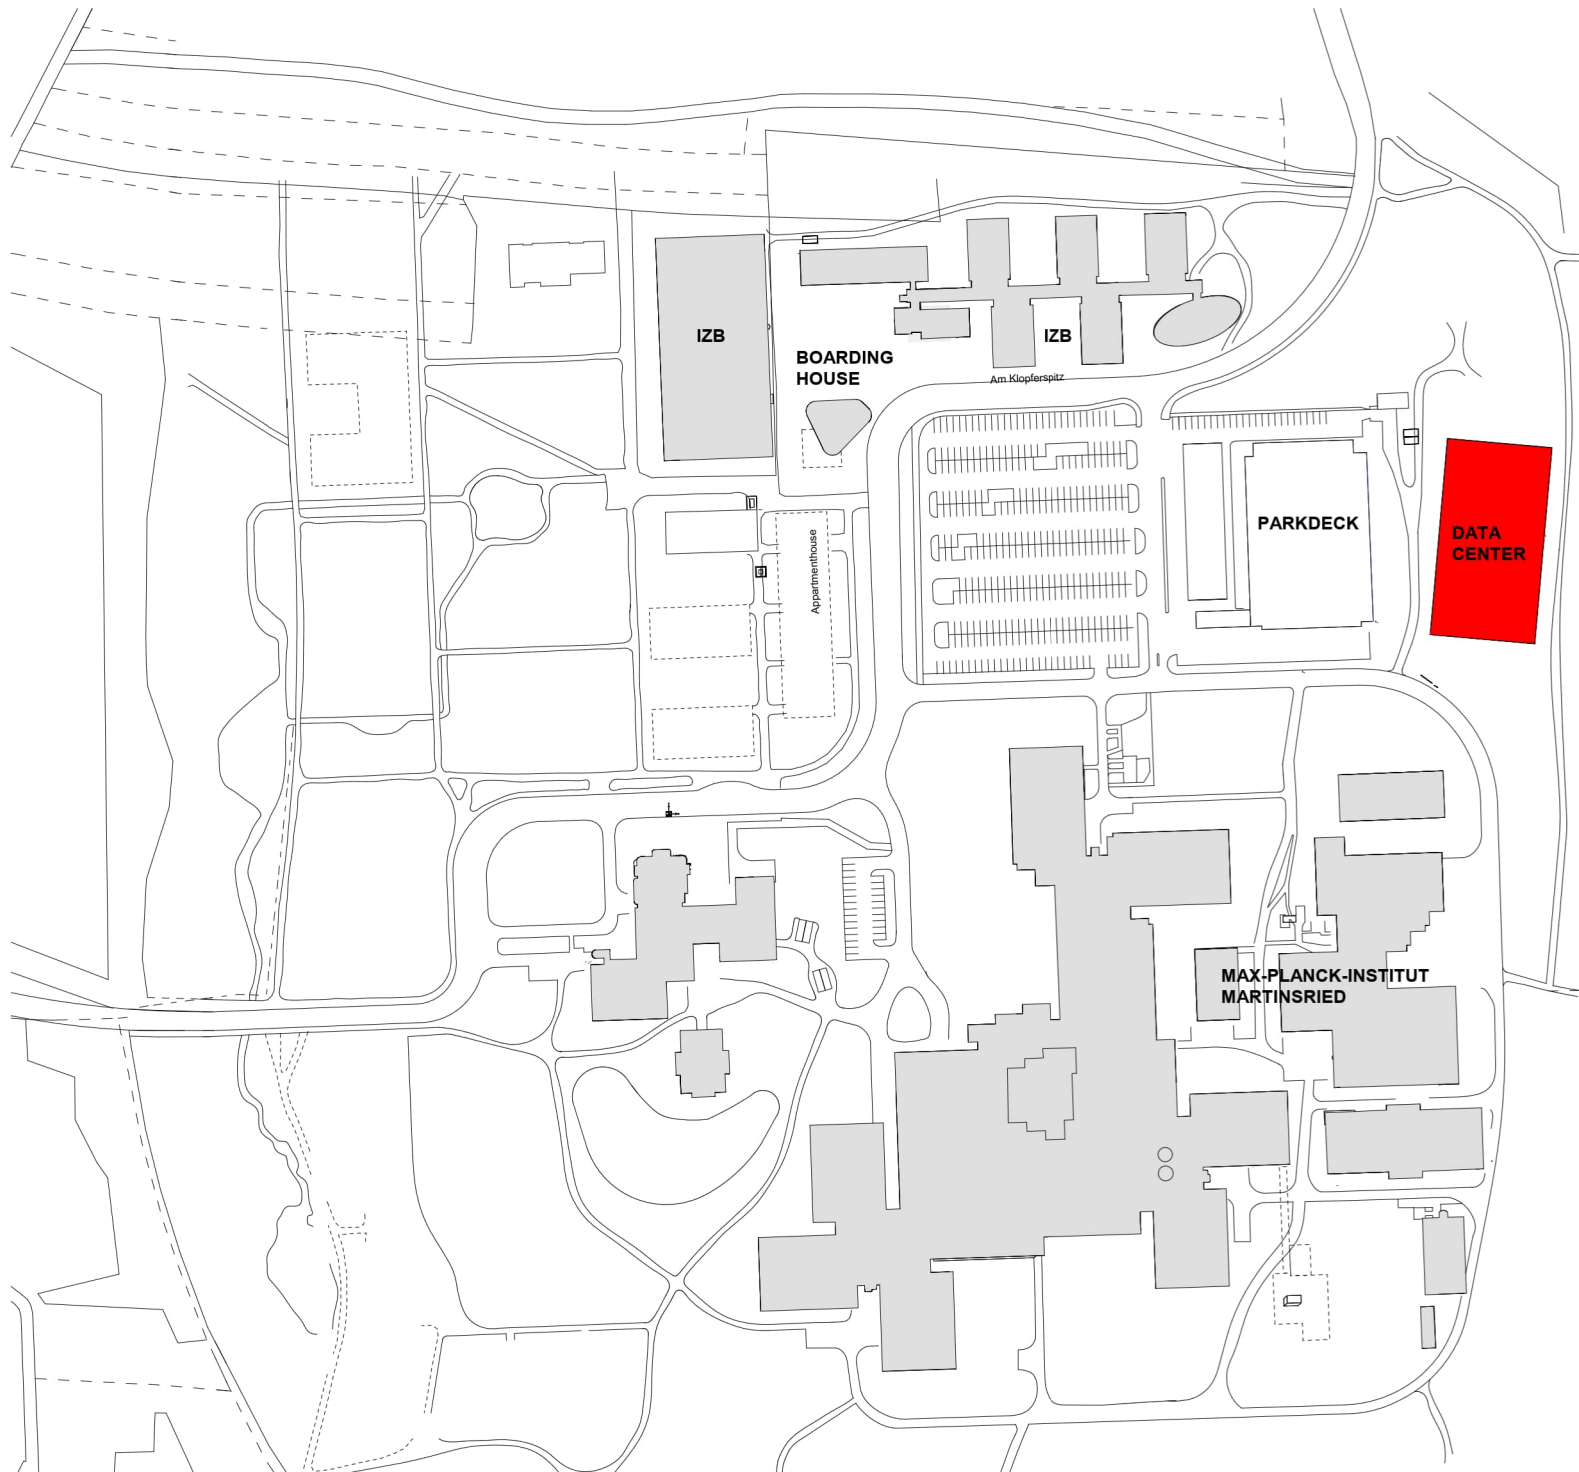 IZB
IZB
BOARDING
HOUSE
Am Klopferspitz
PARKDECK
DATA
CENTER
Appartmenthouse
MAX-PLANCK-INSTITUT
MARTINSRIED